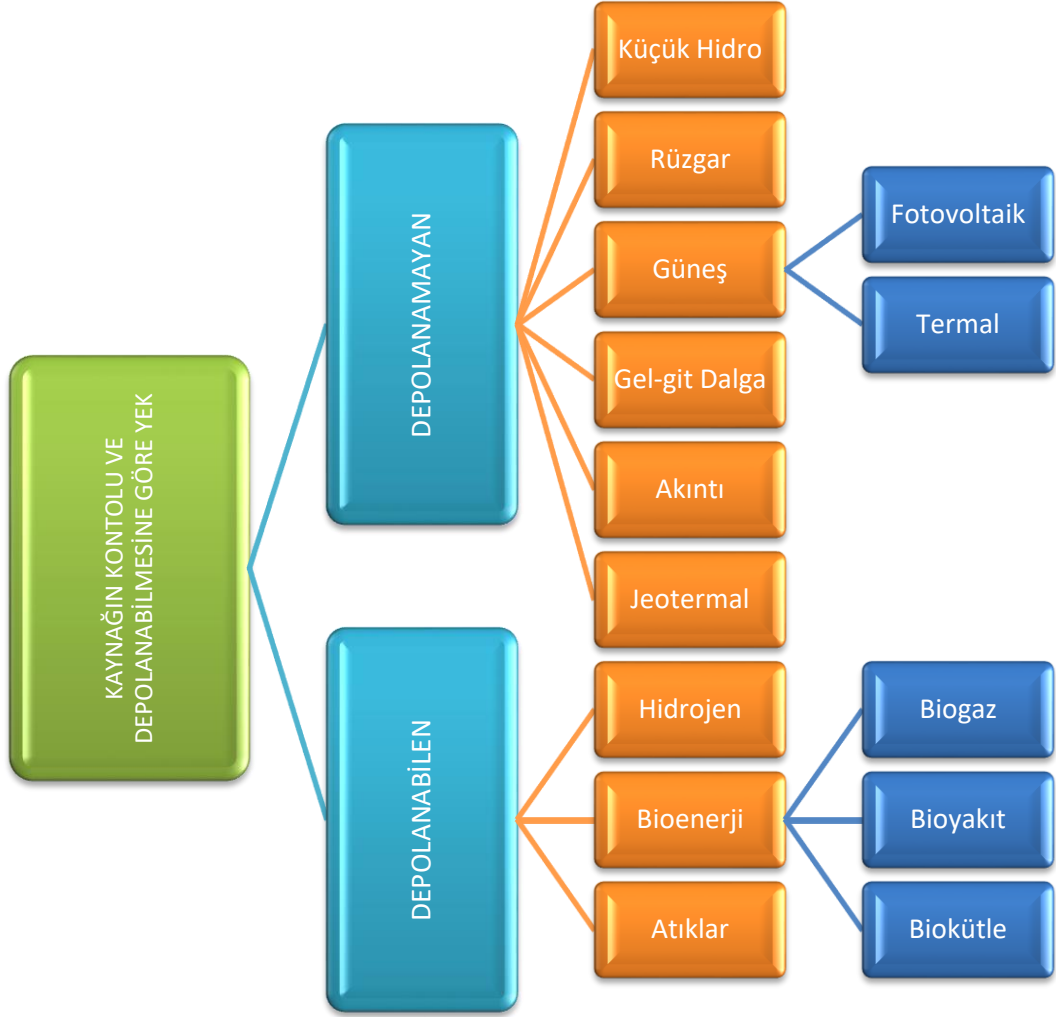 KAYNAĞIN KONTOLU VE
DEPOLANABİLMESİNE GÖRE YEK
DEPOLANAMAYAN
Küçük Hidro
Rüzgar
Güneş
Fotovoltaik
Termal
Gel-git Dalga
Akıntı
Jeotermal
DEPOLANABİLEN
Hidrojen
Bioenerji
Biogaz
Bioyakıt
Biokütle
Atıklar